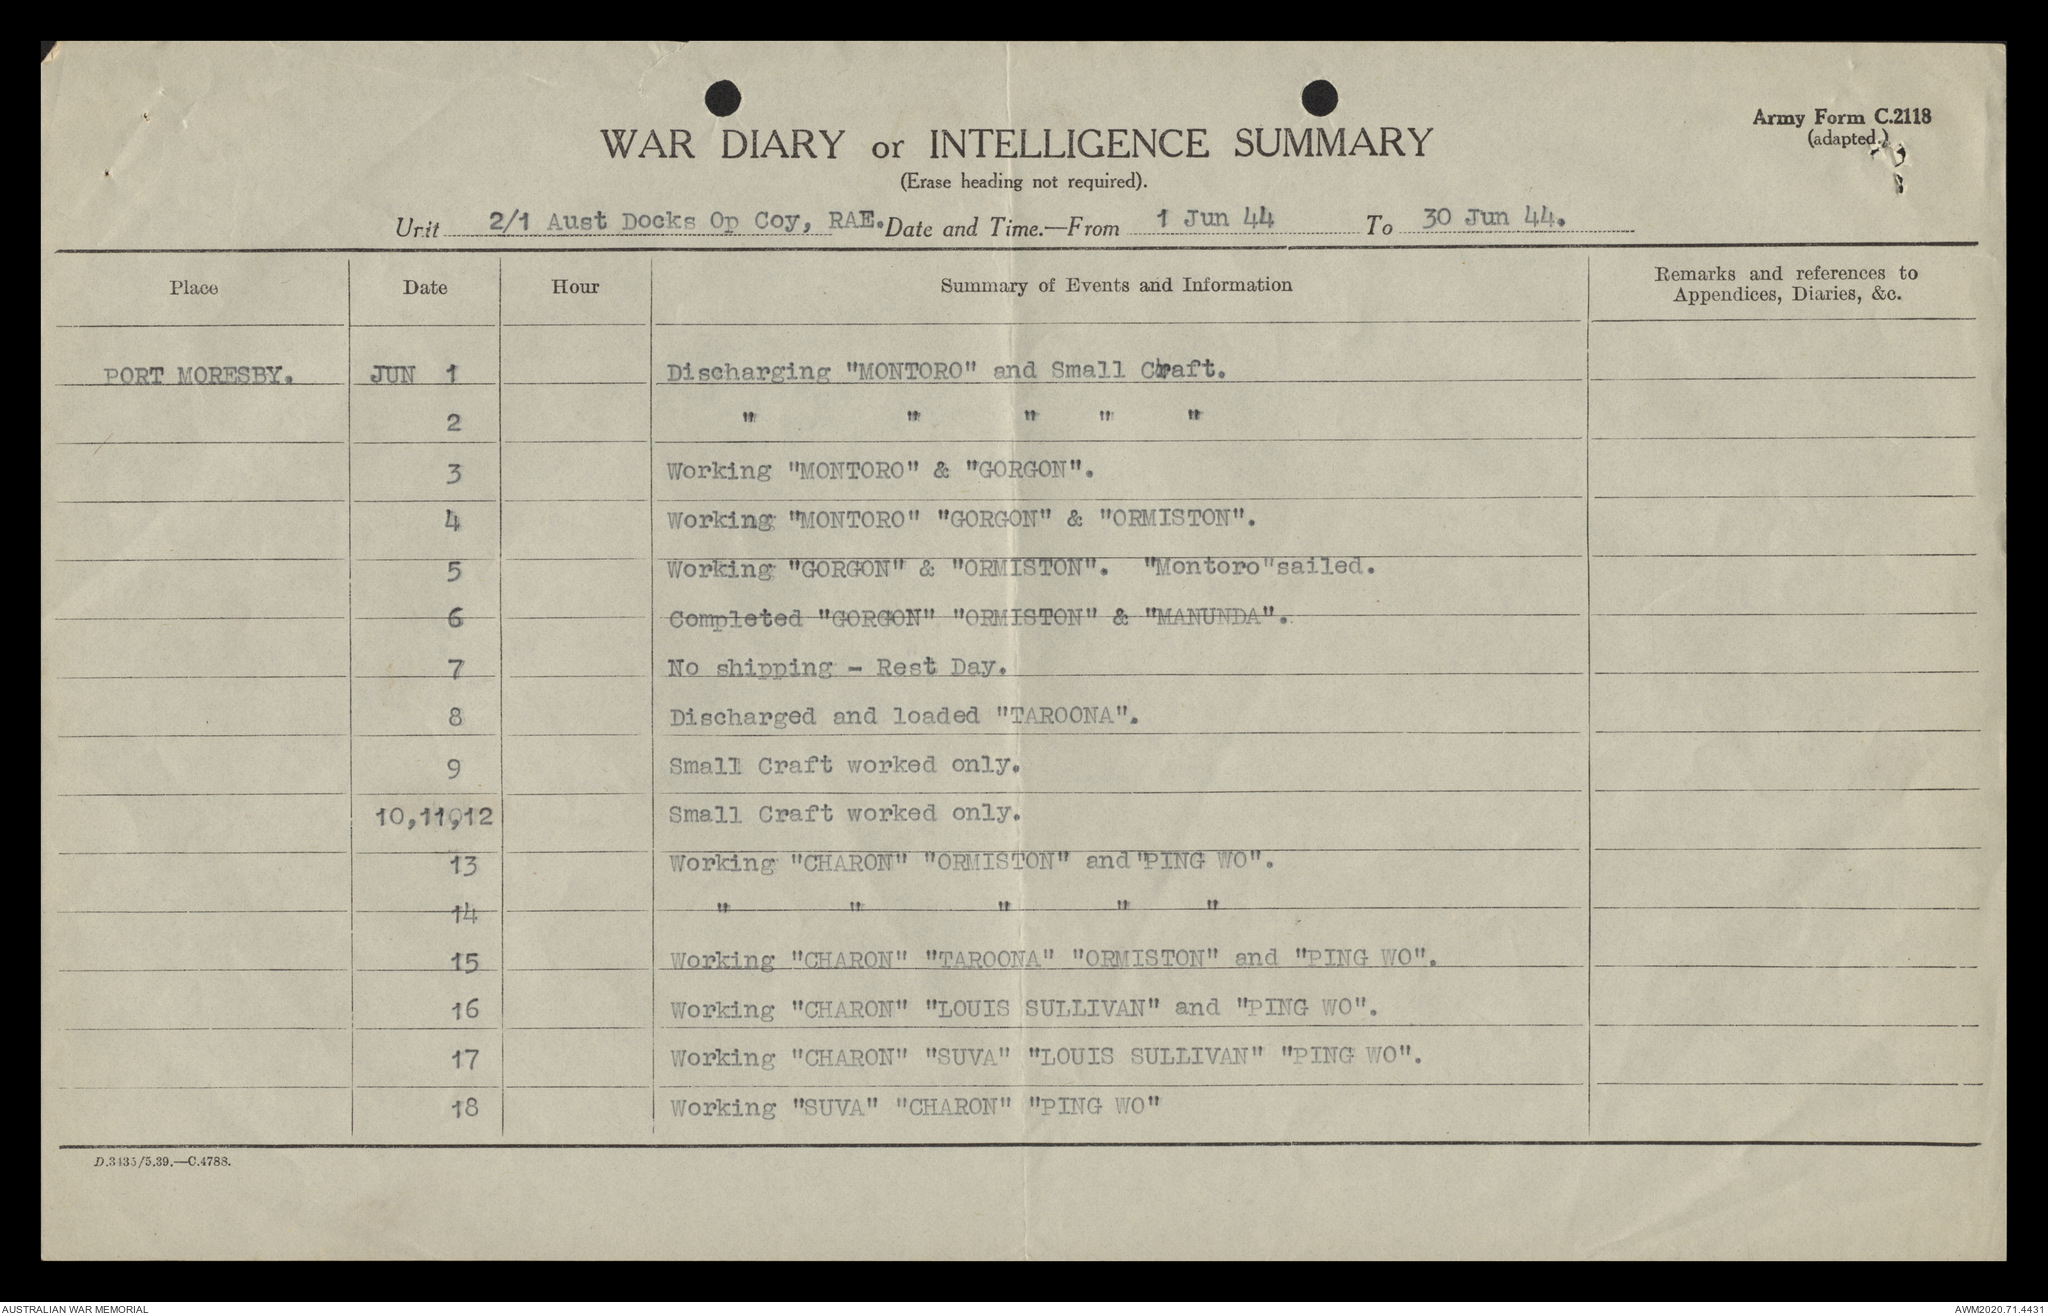 WAR DIARY or INTELLIGENCE SUMMARY
(Erase heading not required).
Army Form C.2118
(adapted.)
Unit 2/1 Aust Docks Op Coy, RAE. Date and Time.—From 1 Jun 44 To 30 Jun 44.
Place Date Hour Summary of Events and Information Remarks and references to
Appendices, Diaries, &c.
PORT MORESBY. JUN 1 Discharging "MONTORO" and Small Craft.
2 " " " " "
3 Working "MONTORO" & "GORGON".
4 Working "MONTORO" "GORGON" & "ORMISTON".
5 Working "GORGON" & "ORMISTON". "Montoro"sailed.
6 Completed "GORGON" "ORMISTON" & "MANUNDA".
7 No shipping - Rest Day.
8 Discharged and loaded "TAROONA".
9 Small Craft worked only.
10,11,12 Small Craft worked only.
13 Working "CHARON" "ORMISTON" and "PING WO".
14 " " " " "
15 Working "CHARON" "TAROONA" "ORMISTON" and "PING WO".
16 Working "CHARON" "LOUIS SULLIVAN" and "PING WO".
17 Working "CHARON" "SUVA" "LOUIS SULLIVAN" "PING WO".
18 Working "SUVA" "CHARON" "PING WO"
D.3435/5.39.—C.4788.
AUSTRALIAN WAR MEMORIAL
AWM2020.71.4431